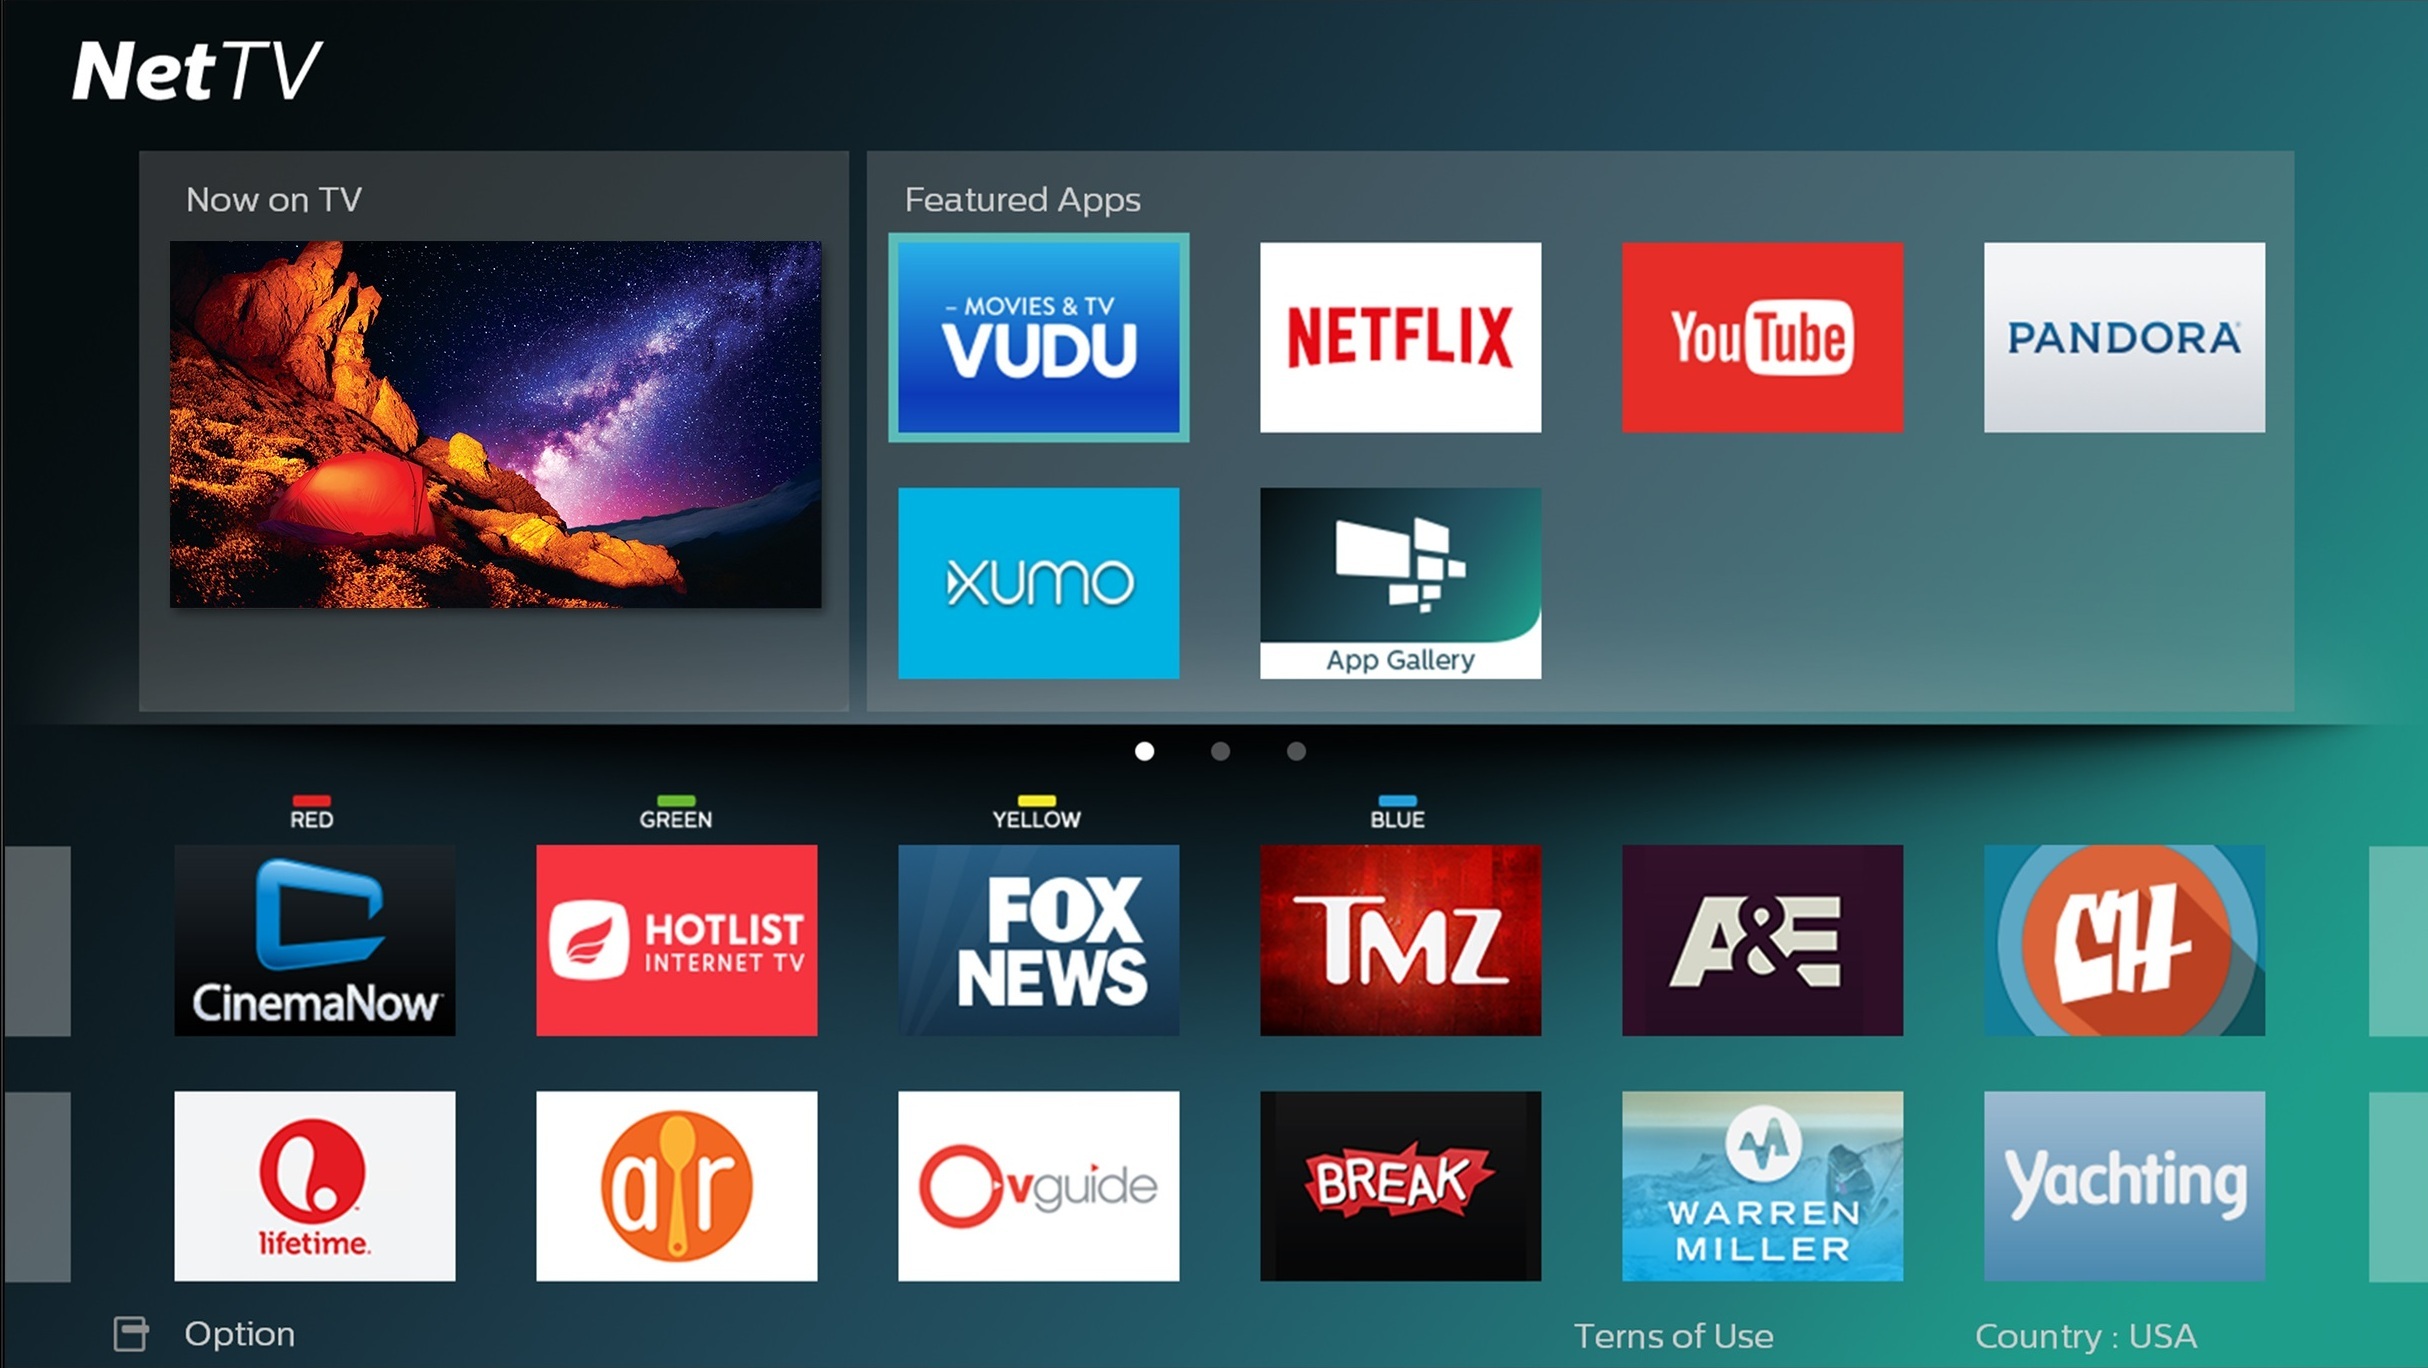 NetTV
Now on TV
Featured Apps
– MOVIES & TV
VUDU
NETFLIX
YouTube
PANDORA
XUMO
App Gallery
RED
GREEN
YELLOW
BLUE
CinemaNow
HOTLIST
INTERNET TV
FOX
NEWS
TMZ
A&E
CH
lifetime.
ar
Ovguide
BREAK
WARREN
MILLER
Yachting
Option
Terns of Use
Country : USA